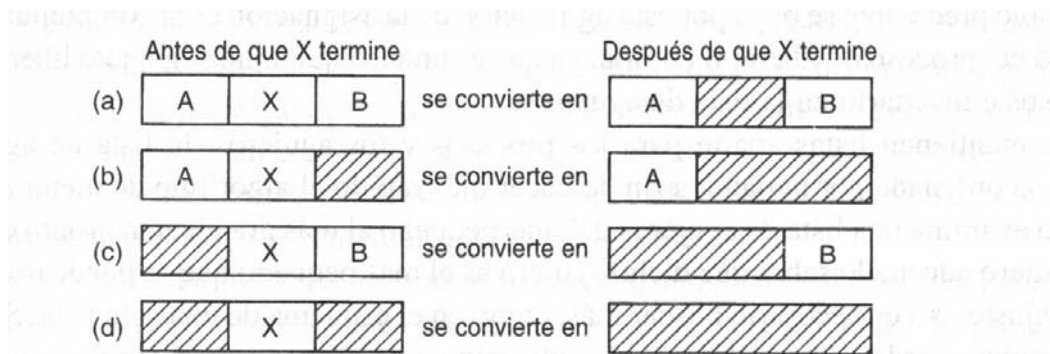 Antes de que X termine Después de que X termine
(a) A X B se convierte en A B
(b) A X se convierte en A
(c) X B se convierte en B
(d) X se convierte en